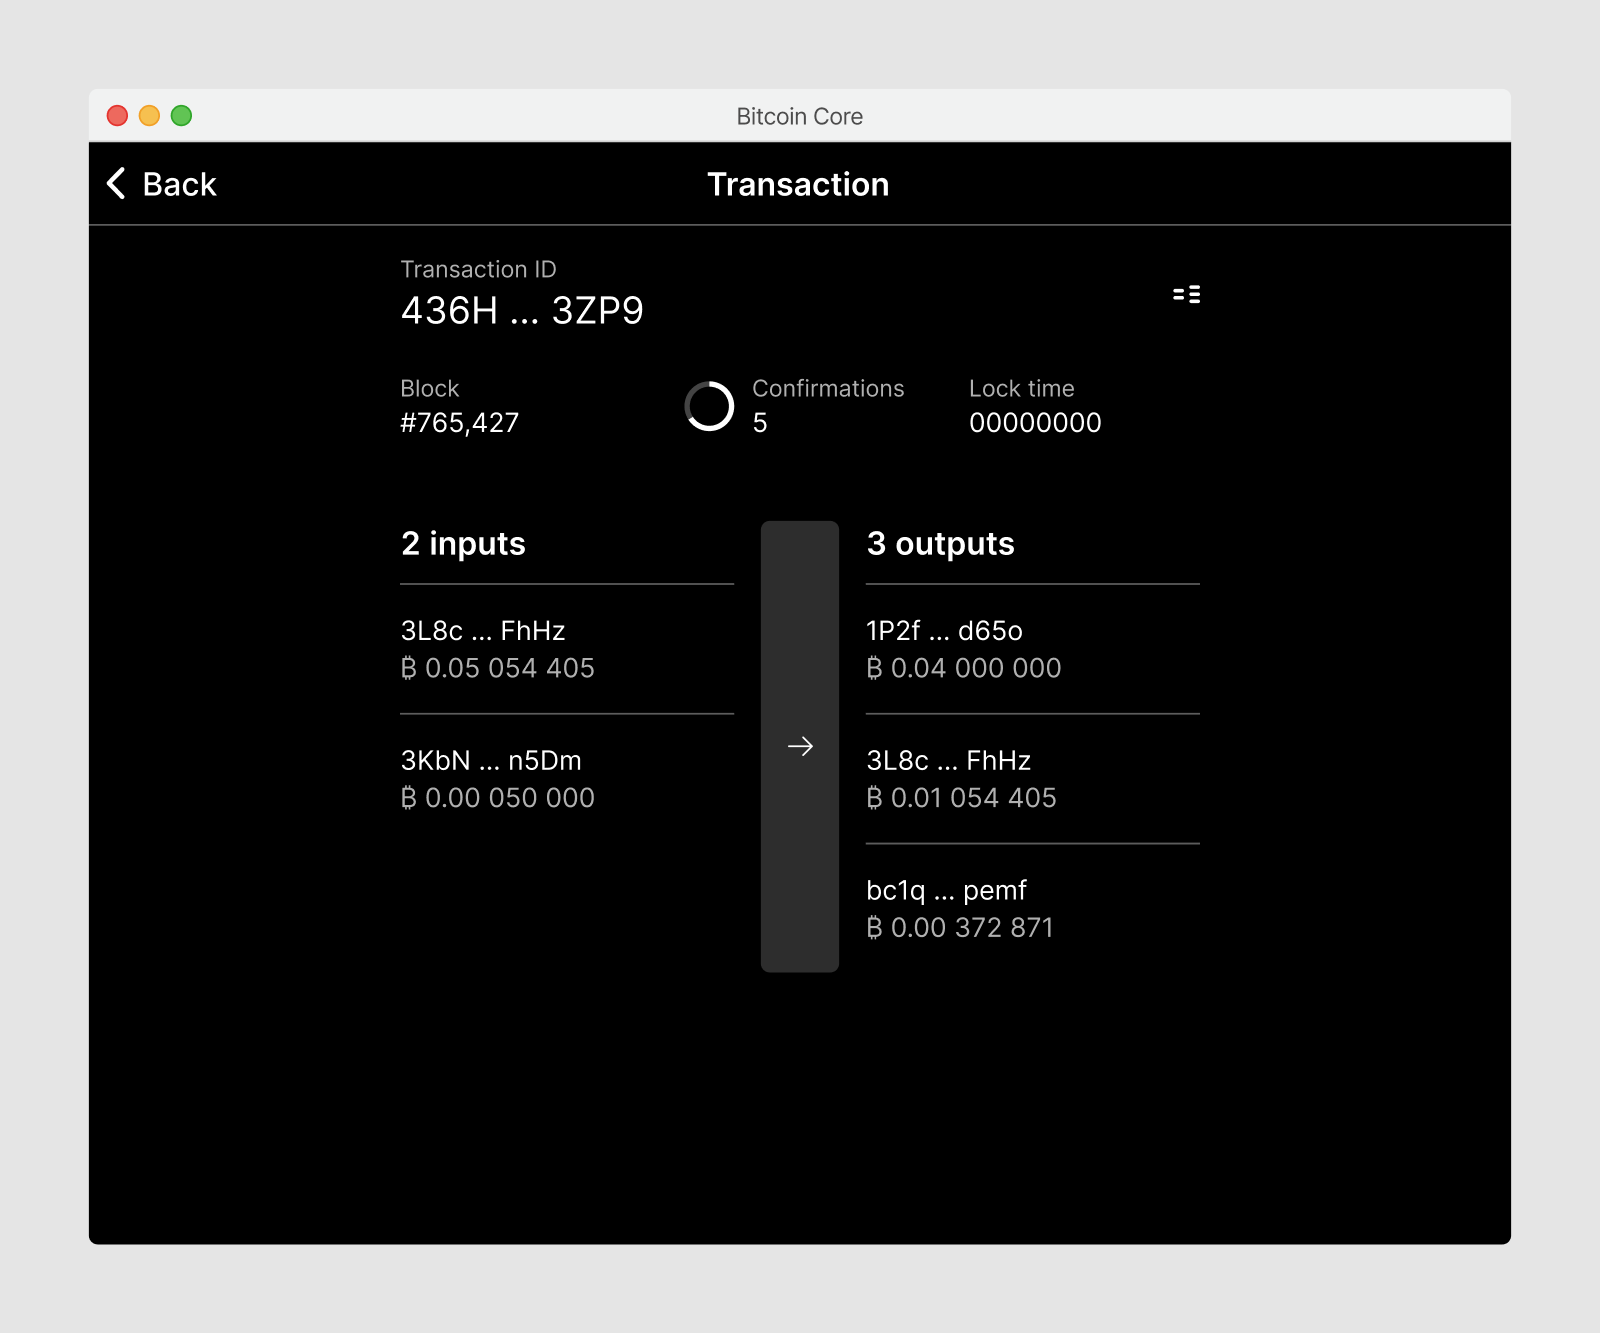 Bitcoin Core
Back
Transaction
Transaction ID
436H ... 3ZP9
Block
#765,427
Confirmations
5
Lock time
00000000
2 inputs
3L8c ... FhHz
₿ 0.05 054 405
3KbN ... n5Dm
₿ 0.00 050 000
3 outputs
1P2f ... d65o
₿ 0.04 000 000
3L8c ... FhHz
₿ 0.01 054 405
bc1q ... pemf
₿ 0.00 372 871